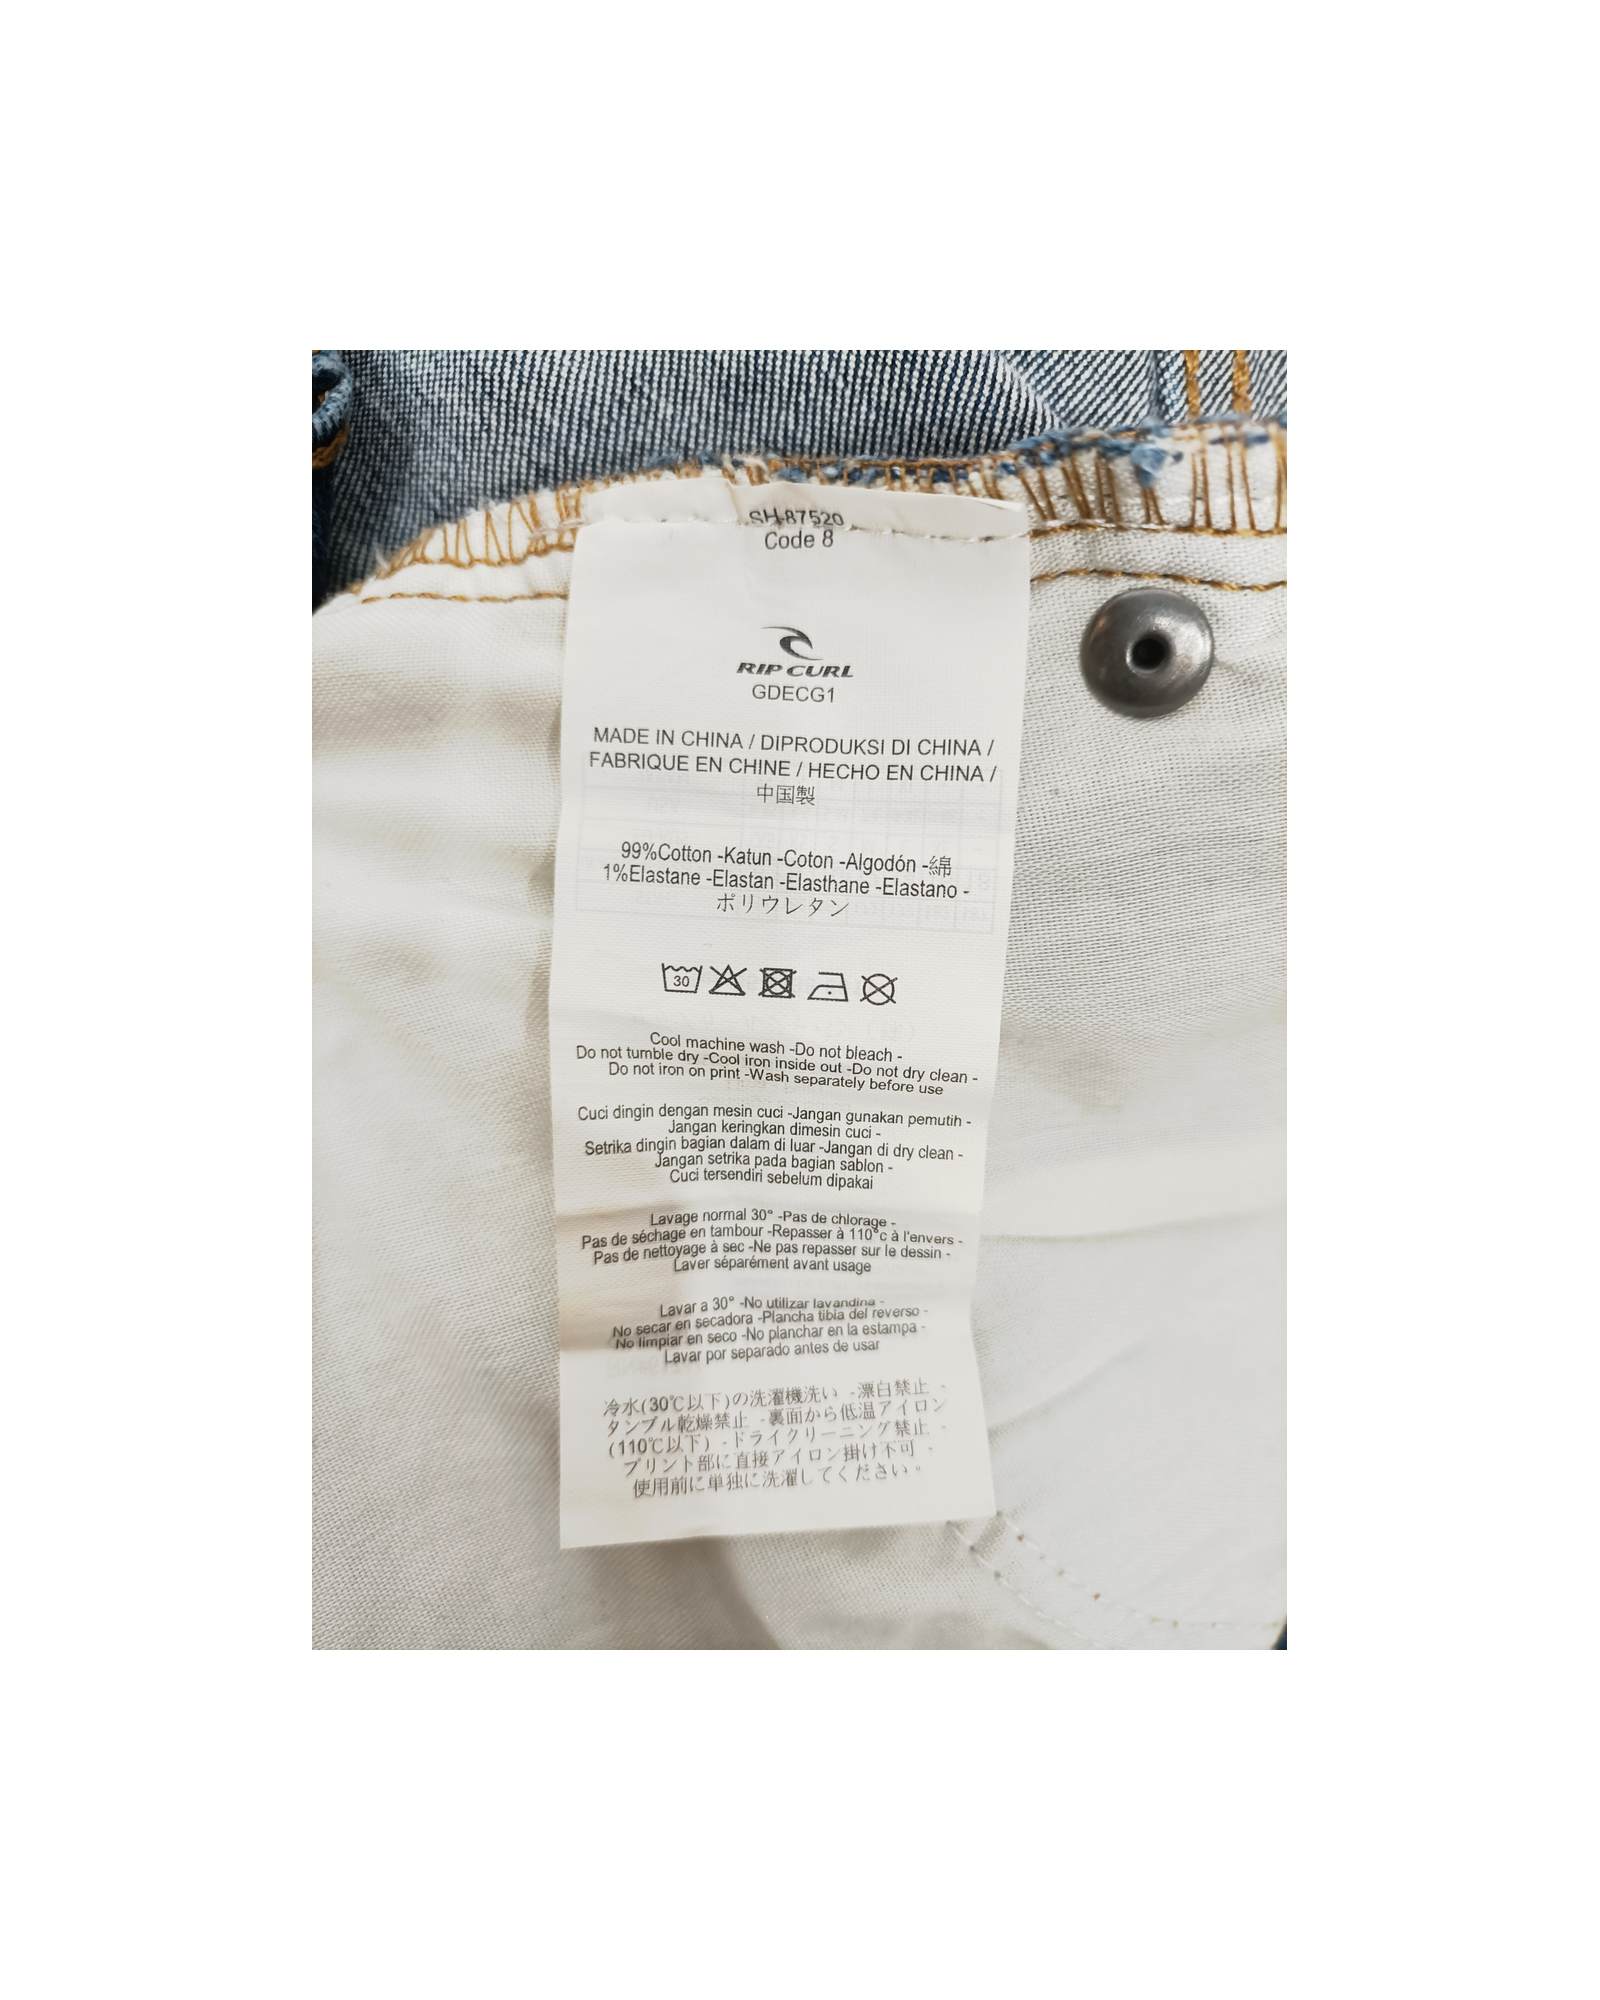 SH-87520
Code 8
RIP CURL
GDECG1
MADE IN CHINA / DIPRODUKSI DI CHINA /
FABRIQUE EN CHINE / HECHO EN CHINA /
中国製
99%Cotton -Katun -Coton -Algodón -綿
1%Elastane -Elastan -Elasthane -Elastano -
ポリウレタン
30
Cool machine wash -Do not bleach -
Do not tumble dry -Cool iron inside out -Do not dry clean -
Do not iron on print -Wash separately before use
Cuci dingin dengan mesin cuci -Jangan gunakan pemutih -
Jangan keringkan dimesin cuci -
Setrika dingin bagian dalam di luar -Jangan di dry clean -
Jangan setrika pada bagian sablon -
Cuci tersendiri sebelum dipakai
Lavage normal 30° -Pas de chlorage -
Pas de séchage en tambour -Repasser à 110°c à l'envers -
Pas de nettoyage à sec -Ne pas repasser sur le dessin -
Laver séparément avant usage
Lavar a 30° -No utilizar lavandina -
No secar en secadora -Plancha tibia del reverso -
No limpiar en seco -No planchar en la estampa -
Lavar por separado antes de usar
冷水(30℃以下)の洗濯機洗い -漂白禁止 -
タンブル乾燥禁止 -裏面から低温アイロン
(110℃以下) -ドライクリーニング禁止 -
プリント部に直接アイロン掛け不可 -
使用前に単独に洗濯してください。